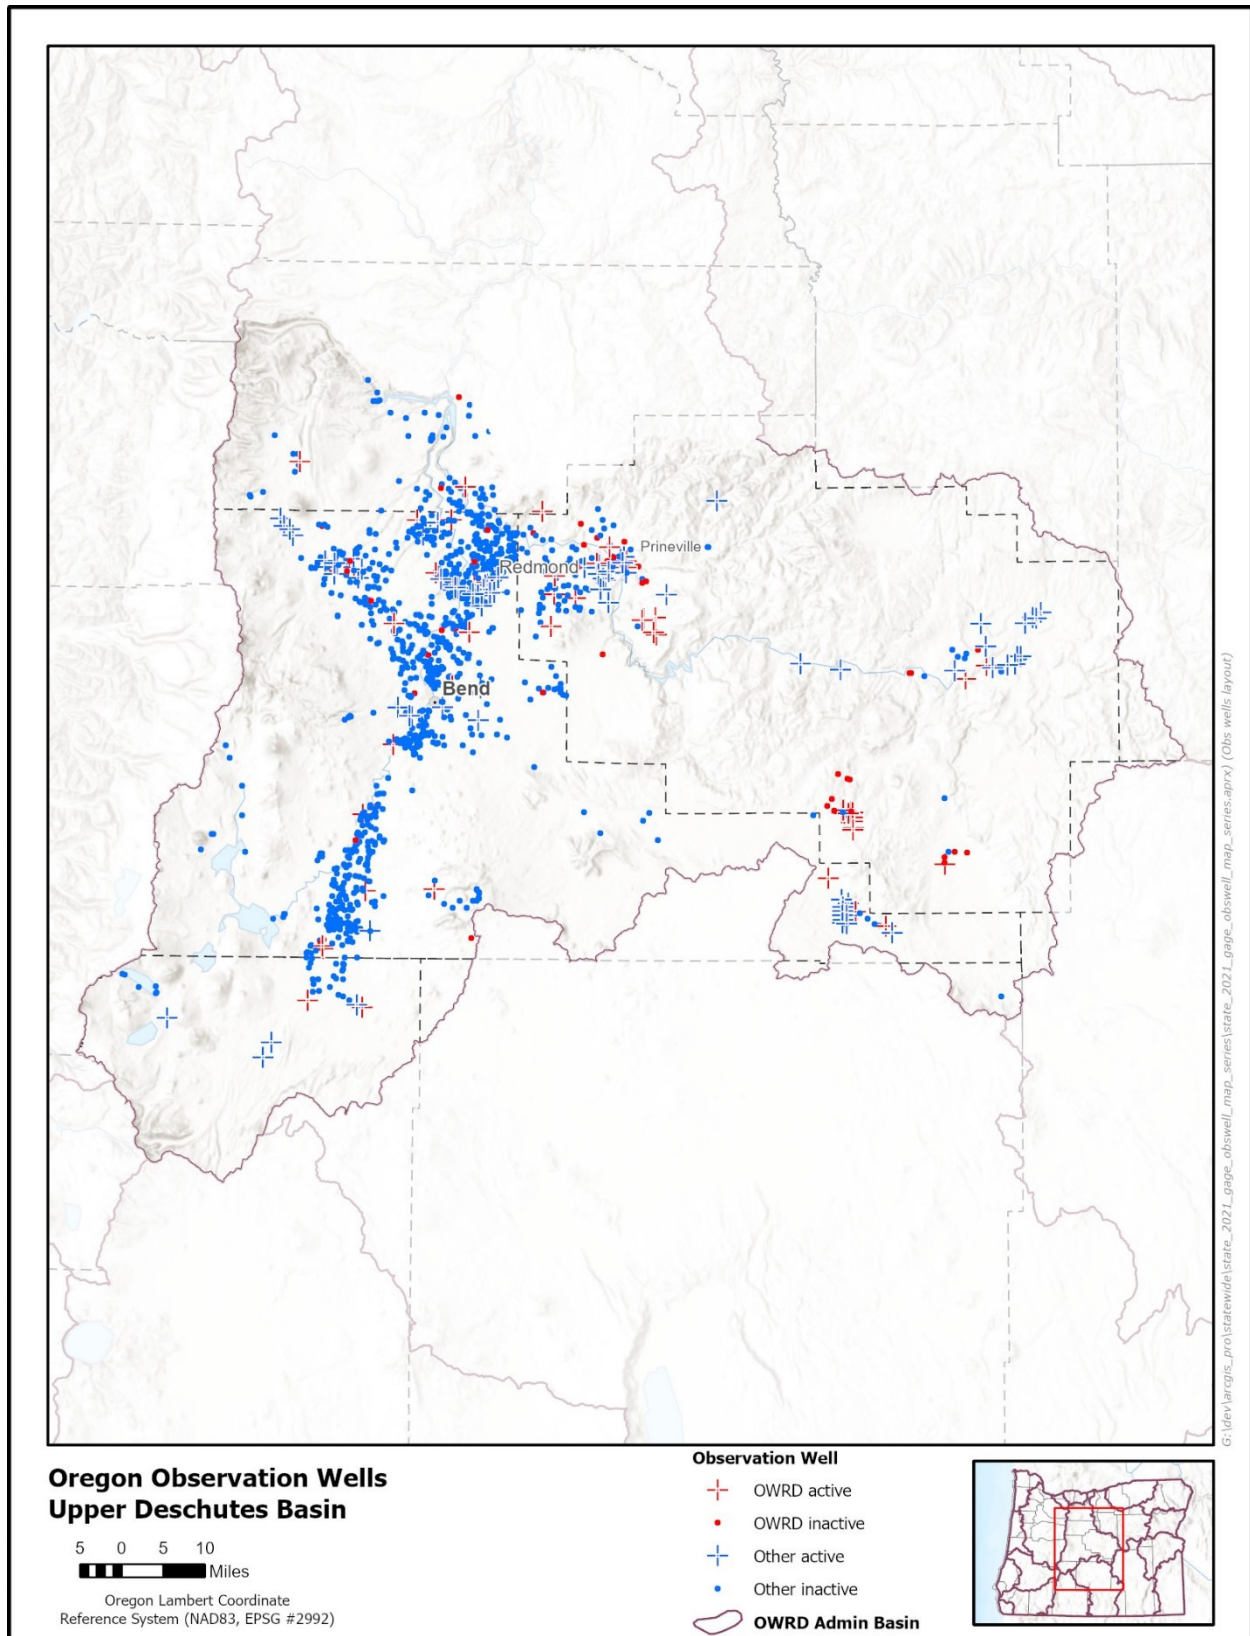 Prineville
Redmond
Bend
G:\dev\arcgis_pro\statewide\state_2021_gage_obswell_map_series\state_2021_gage_obswell_map_series.aprx) (Obs wells layout)
Oregon Observation Wells
Upper Deschutes Basin
5 0 5 10
Miles
Oregon Lambert Coordinate
Reference System (NAD83, EPSG #2992)
Observation Well
OWRD active
OWRD inactive
Other active
Other inactive
OWRD Admin Basin